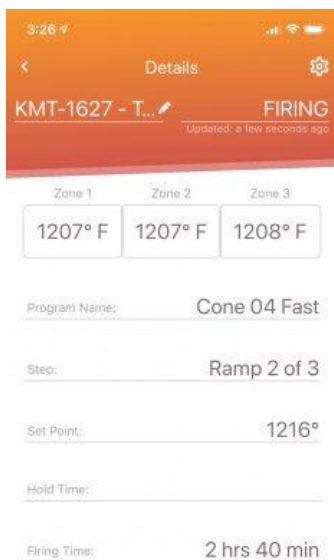 3:26
Details
KMT-1627 - T... FIRING
Updated: a few seconds ago
Zone 1 Zone 2 Zone 3
1207° F 1207° F 1208° F
Program Name: Cone 04 Fast
Step: Ramp 2 of 3
Set Point: 1216°
Hold Time:
Firing Time: 2 hrs 40 min